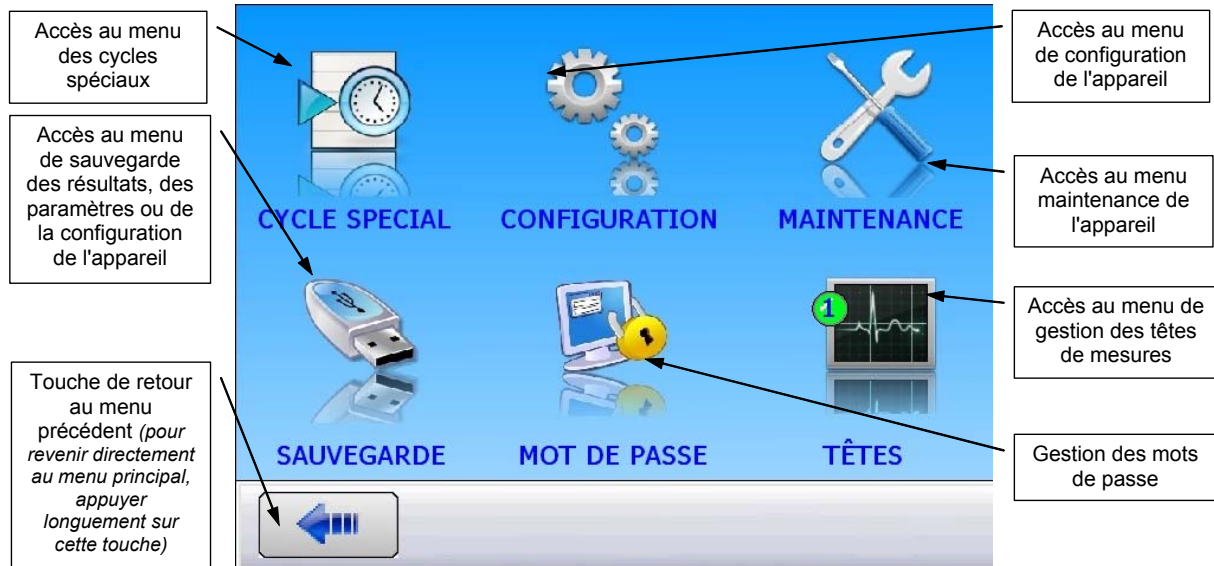 Accès au menu
des cycles
spéciaux
Accès au menu
de sauvegarde
des résultats, des
paramètres ou de
la configuration
de l'appareil
Touche de retour
au menu
précédent (pour
revenir directement
au menu principal,
appuyer
longuement sur
cette touche)
CYCLE SPECIAL
CONFIGURATION
MAINTENANCE
1
SAUVEGARDE
MOT DE PASSE
TÊTES
Accès au menu
de configuration
de l'appareil
Accès au menu
maintenance de
l'appareil
Accès au menu de
gestion des têtes
de mesures
Gestion des mots
de passe